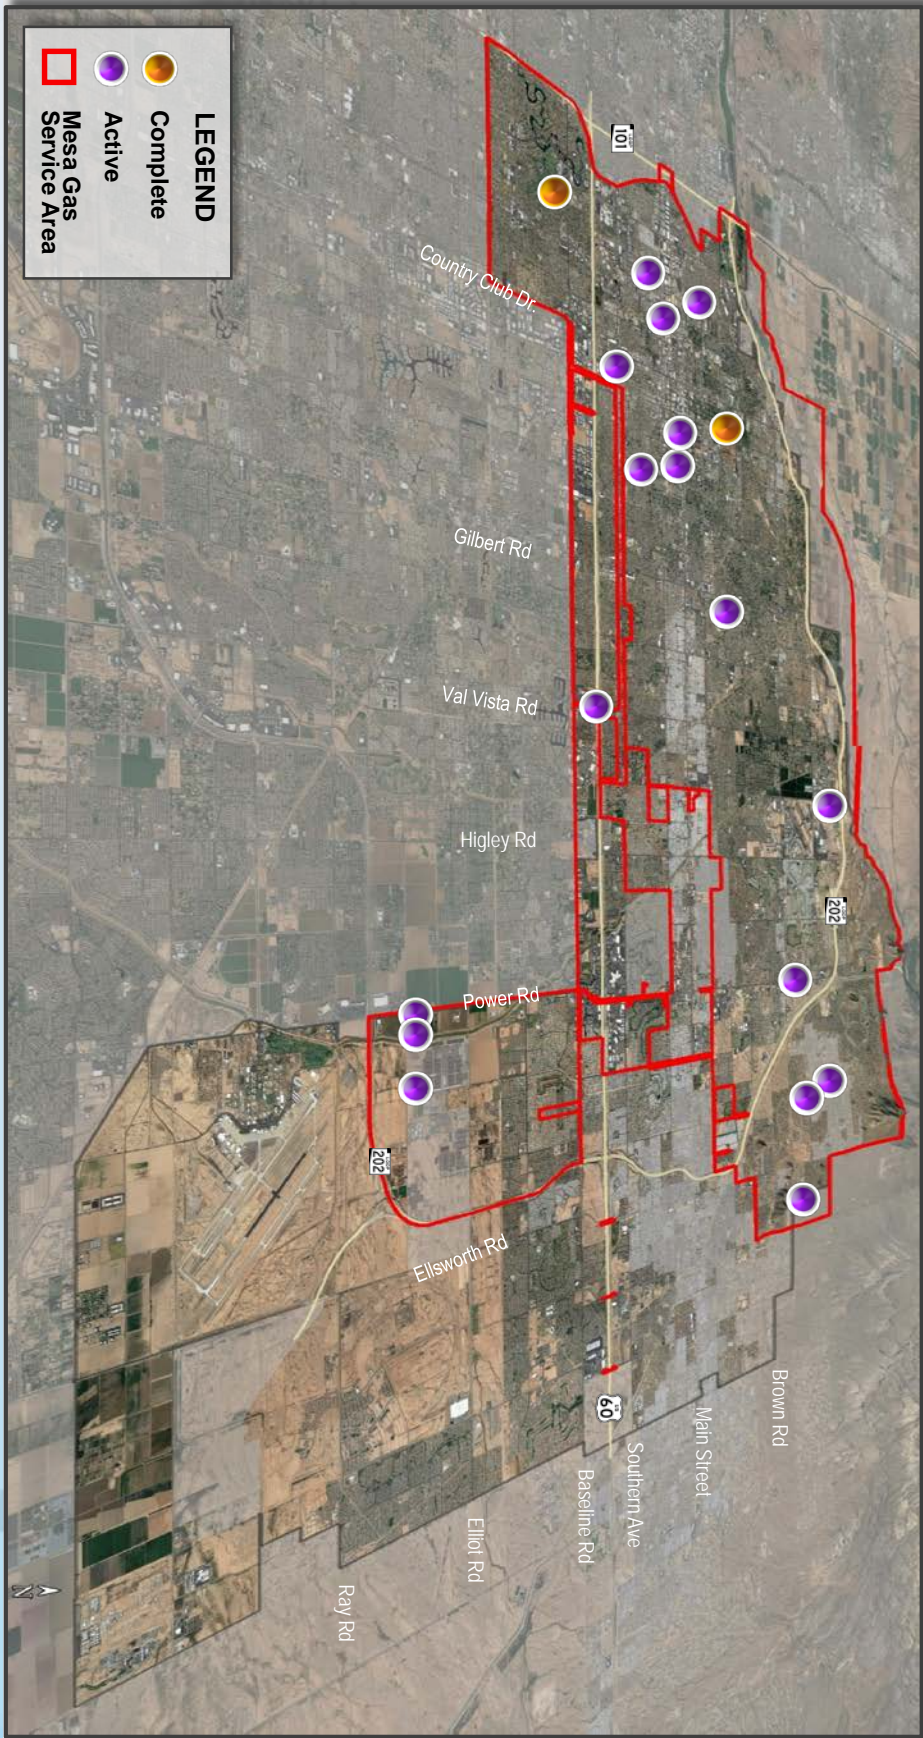 LEGEND
Complete
Active
Mesa Gas
Service Area
101
Country Club Dr.
Gilbert Rd
Val Vista Rd
Higley Rd
202
Power Rd
202
Ellsworth Rd
60
Brown Rd
Main Street
Southern Ave
Baseline Rd
Elliot Rd
Ray Rd
N